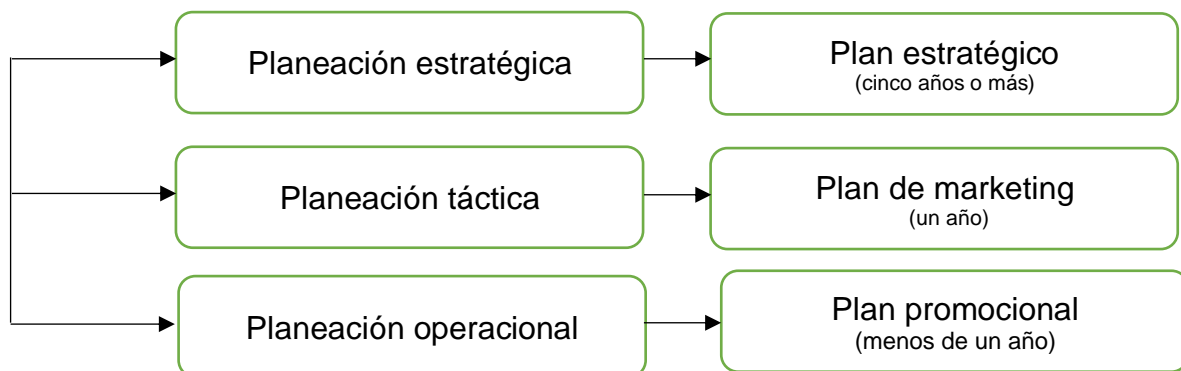 Planeación estratégica
Plan estratégico
(cinco años o más)
Planeación táctica
Plan de marketing
(un año)
Planeación operacional
Plan promocional
(menos de un año)